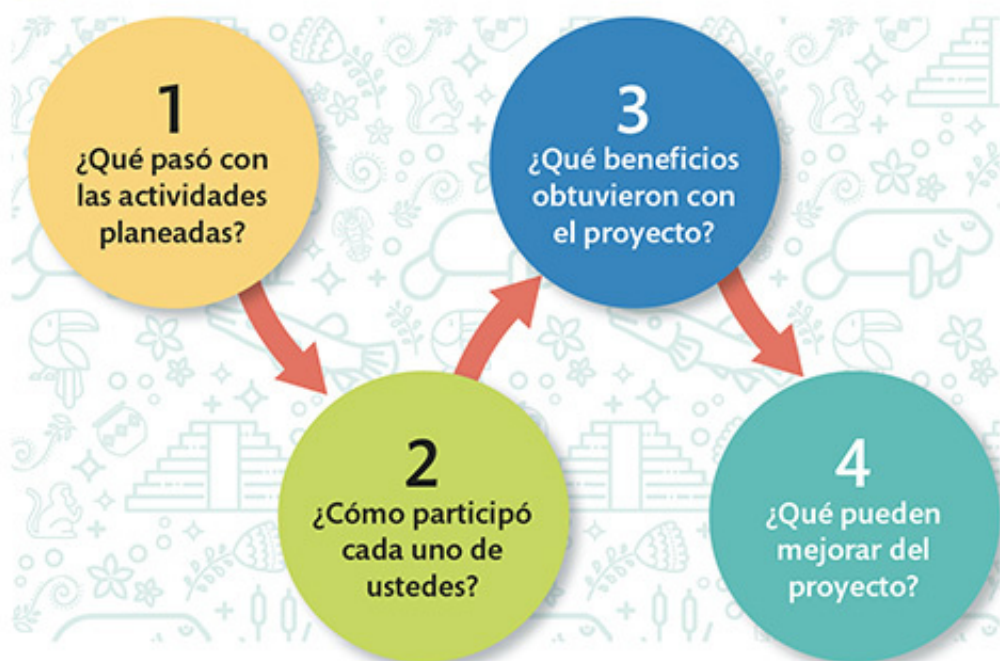 1
¿Qué pasó con
las actividades
planeadas?
2
¿Cómo participó
cada uno de
ustedes?
3
¿Qué beneficios
obtuvieron con
el proyecto?
4
¿Qué pueden
mejorar del
proyecto?